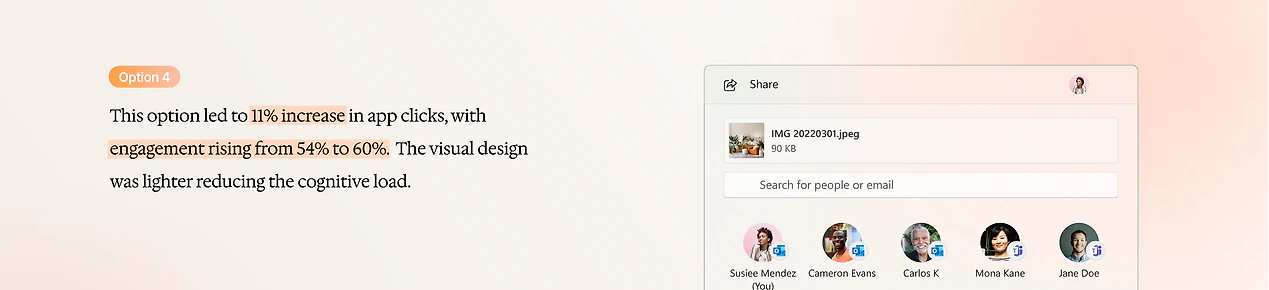 Option 4
This option led to 11% increase in app clicks, with
engagement rising from 54% to 60%. The visual design
was lighter reducing the cognitive load.
Share
IMG 20220301.jpeg
90 KB
Search for people or email
Susiee Mendez
(You)
Cameron Evans
Carlos K
Mona Kane
Jane Doe